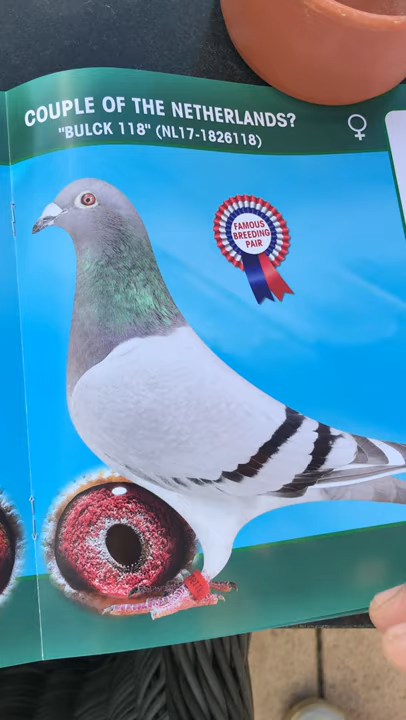 COUPLE OF THE NETHERLANDS?
"BULCK 118" (NL17-1826118)
♀
FAMOUS
BREEDING
PAIR